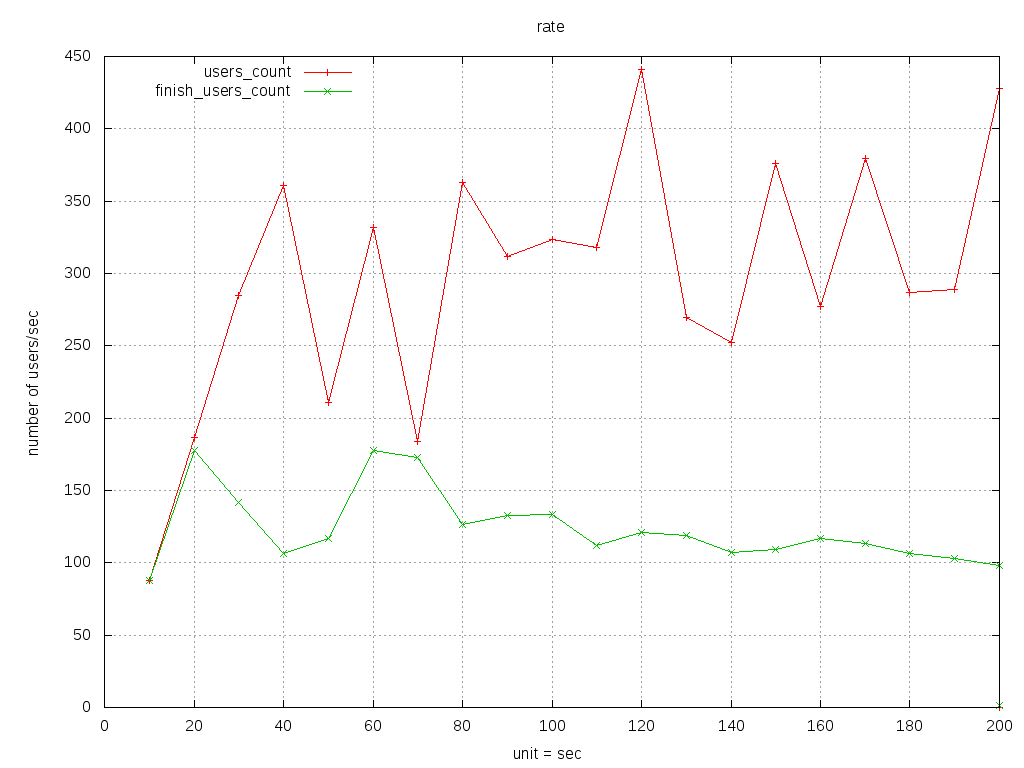 rate
users_count
finish_users_count
450
400
350
300
250
200
150
100
50
0
number of users/sec
0 20 40 60 80 100 120 140 160 180 200
unit = sec